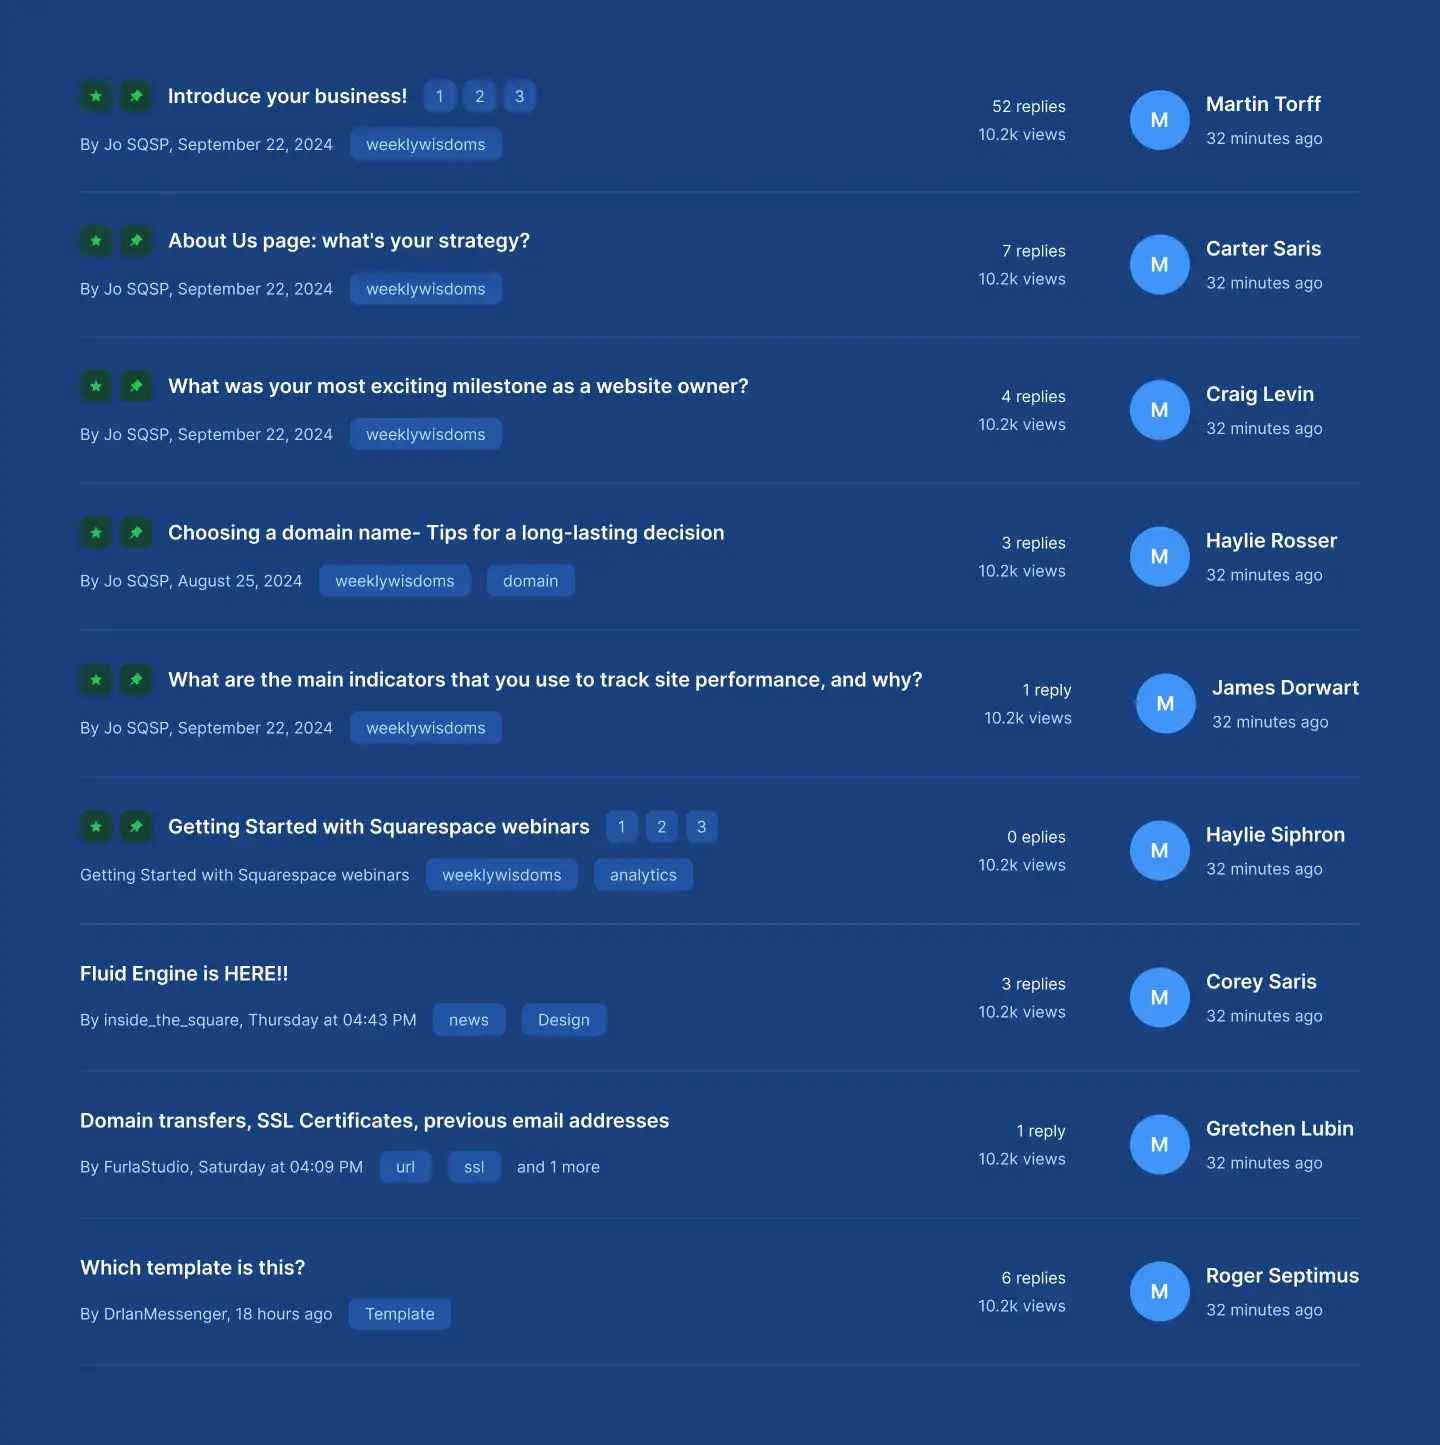 Introduce your business! 1 2 3
By Jo SQSP, September 22, 2024 weeklywisdoms
52 replies
10.2k views
M
Martin Torff
32 minutes ago
About Us page: what's your strategy?
By Jo SQSP, September 22, 2024 weeklywisdoms
7 replies
10.2k views
M
Carter Saris
32 minutes ago
What was your most exciting milestone as a website owner?
By Jo SQSP, September 22, 2024 weeklywisdoms
4 replies
10.2k views
M
Craig Levin
32 minutes ago
Choosing a domain name- Tips for a long-lasting decision
By Jo SQSP, August 25, 2024 weeklywisdoms domain
3 replies
10.2k views
M
Haylie Rosser
32 minutes ago
What are the main indicators that you use to track site performance, and why?
By Jo SQSP, September 22, 2024 weeklywisdoms
1 reply
10.2k views
M
James Dorwart
32 minutes ago
Getting Started with Squarespace webinars 1 2 3
Getting Started with Squarespace webinars weeklywisdoms analytics
0 eplies
10.2k views
M
Haylie Siphron
32 minutes ago
Fluid Engine is HERE!!
By inside_the_square, Thursday at 04:43 PM news Design
3 replies
10.2k views
M
Corey Saris
32 minutes ago
Domain transfers, SSL Certificates, previous email addresses
By FurlaStudio, Saturday at 04:09 PM url ssl and 1 more
1 reply
10.2k views
M
Gretchen Lubin
32 minutes ago
Which template is this?
By DrIanMessenger, 18 hours ago Template
6 replies
10.2k views
M
Roger Septimus
32 minutes ago